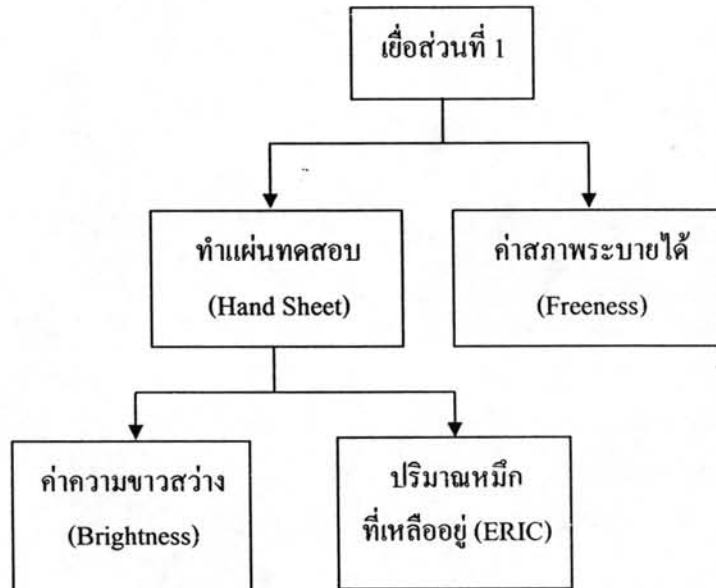 เยื่อส่วนที่ 1
ทำแผ่นทดสอบ
(Hand Sheet)
ค่าสภาพระบายได้
(Freeness)
ค่าความขาวสว่าง
(Brightness)
ปริมาณหมึก
ที่เหลืออยู่ (ERIC)